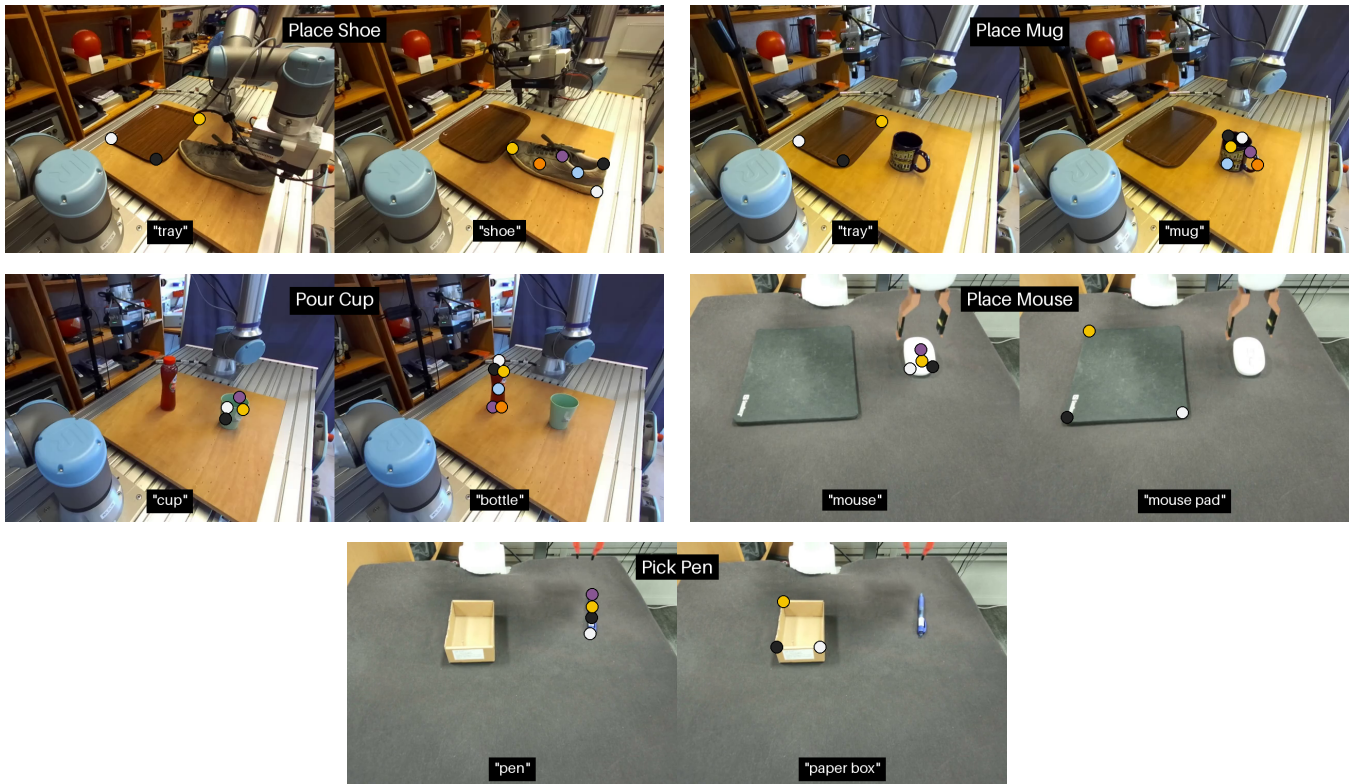 Place Shoe
"tray"
"shoe"
Place Mug
"tray"
"mug"
Pour Cup
"cup"
"bottle"
Place Mouse
"mouse"
"mouse pad"
Pick Pen
"pen"
"paper box"